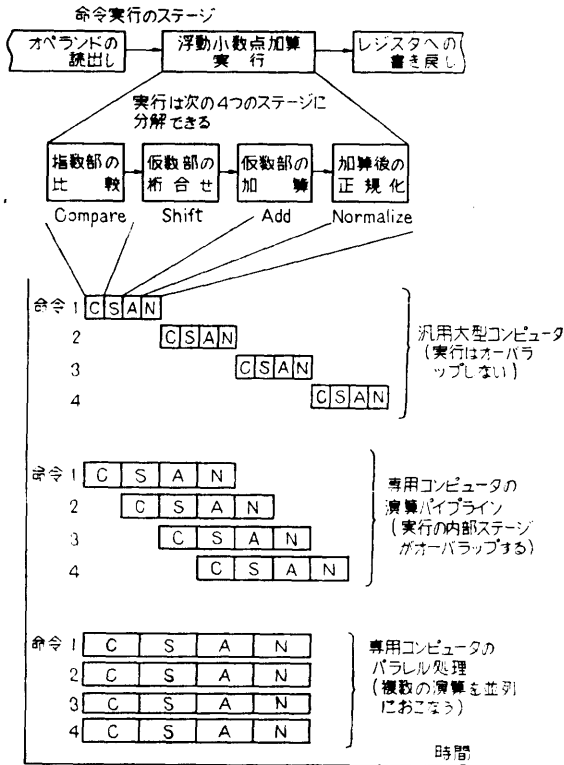 命令実行のステージ
オペランドの
読出し
浮動小数点加算
実行
レジスタへの
書き戻し
実行は次の4つのステージに
分解できる
指数部の
比較
仮数部の
桁合せ
仮数部の
加算
加算後の
正規化
Compare
Shift
Add
Normalize
命令 1 C S A N
2 C S A N
3 C S A N
4 C S A N
汎用大型コンピュータ
(実行はオーバラ
ップしない)
命令 1 C S A N
2 C S A N
3 C S A N
4 C S A N
専用コンピュータの
演算パイプライン
(実行の内部ステージ
がオーバラップする)
命令 1 C S A N
2 C S A N
3 C S A N
4 C S A N
専用コンピュータの
パラレル処理
(複数の演算を並列
におこなう)
時間